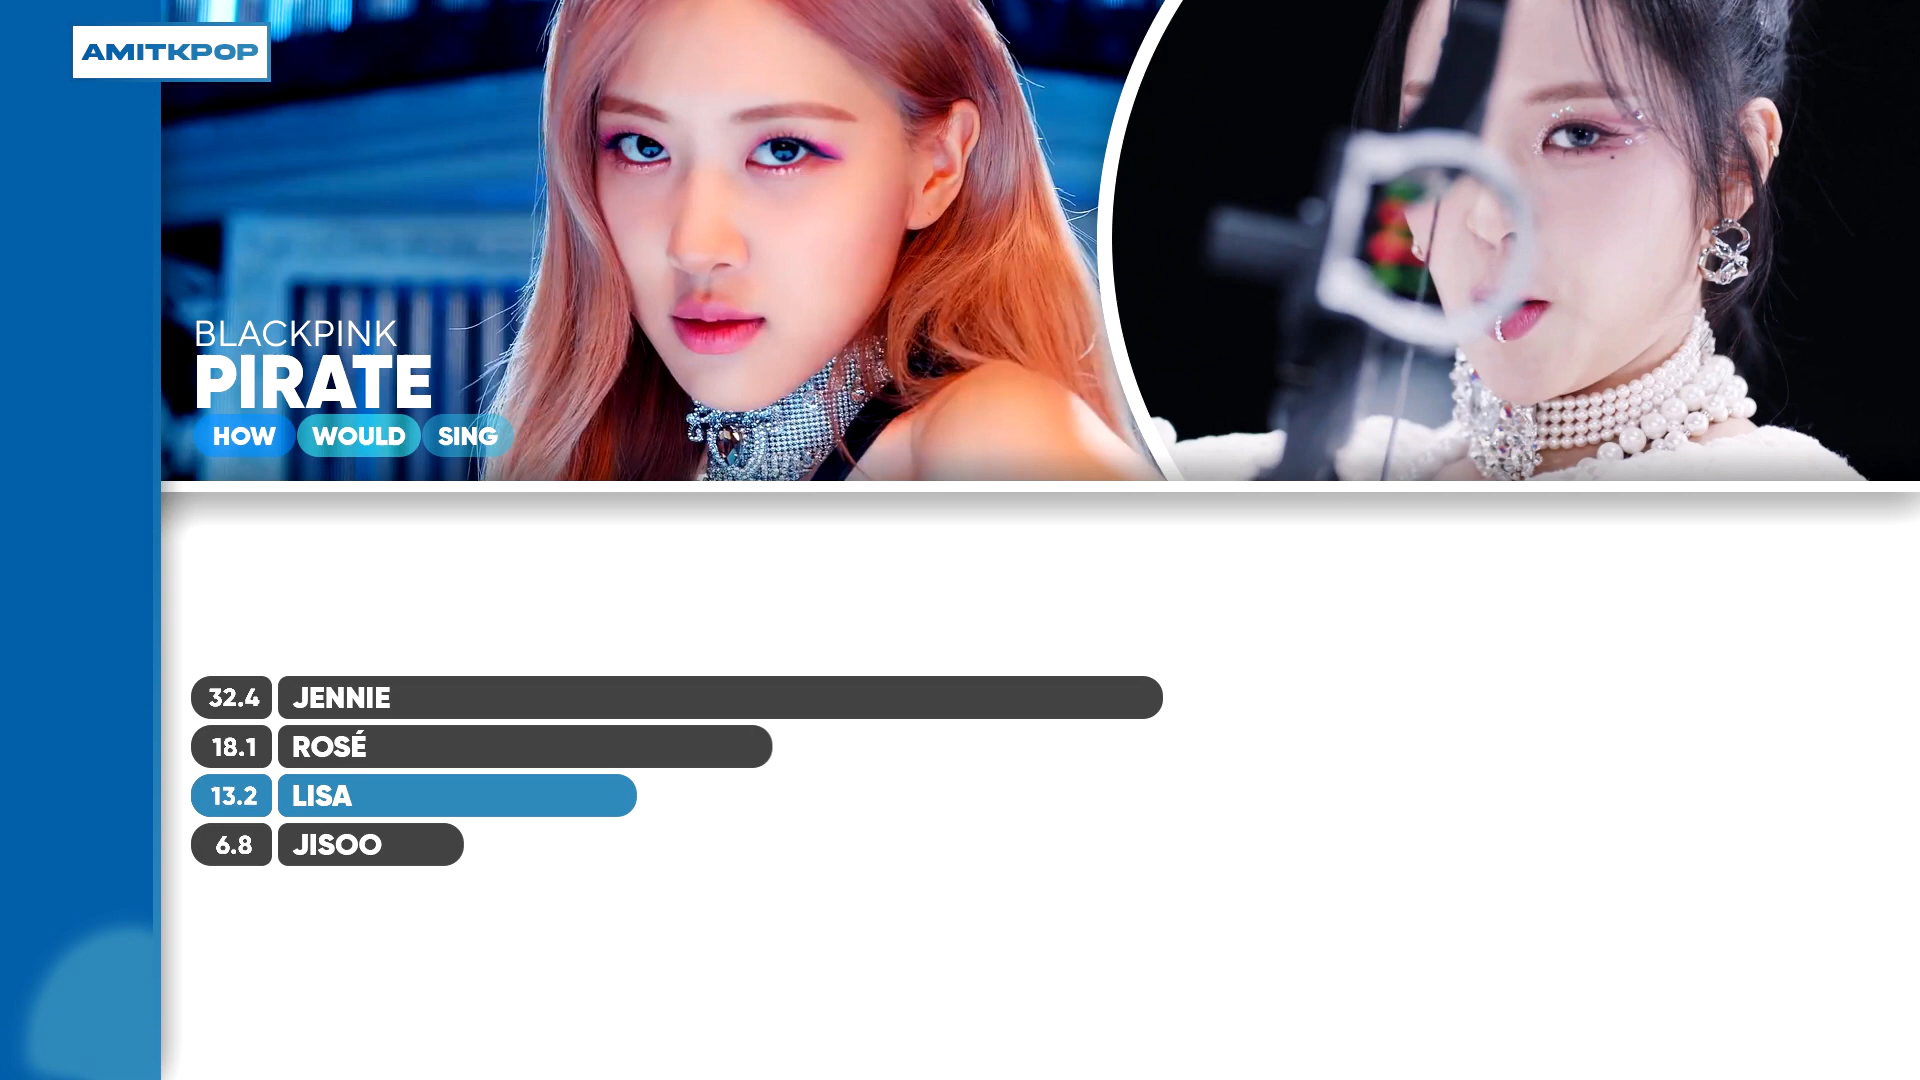 AMITKPOP
BLACKPINK
PIRATE
HOW WOULD SING
32.4 JENNIE
18.1 ROSÉ
13.2 LISA
6.8 JISOO